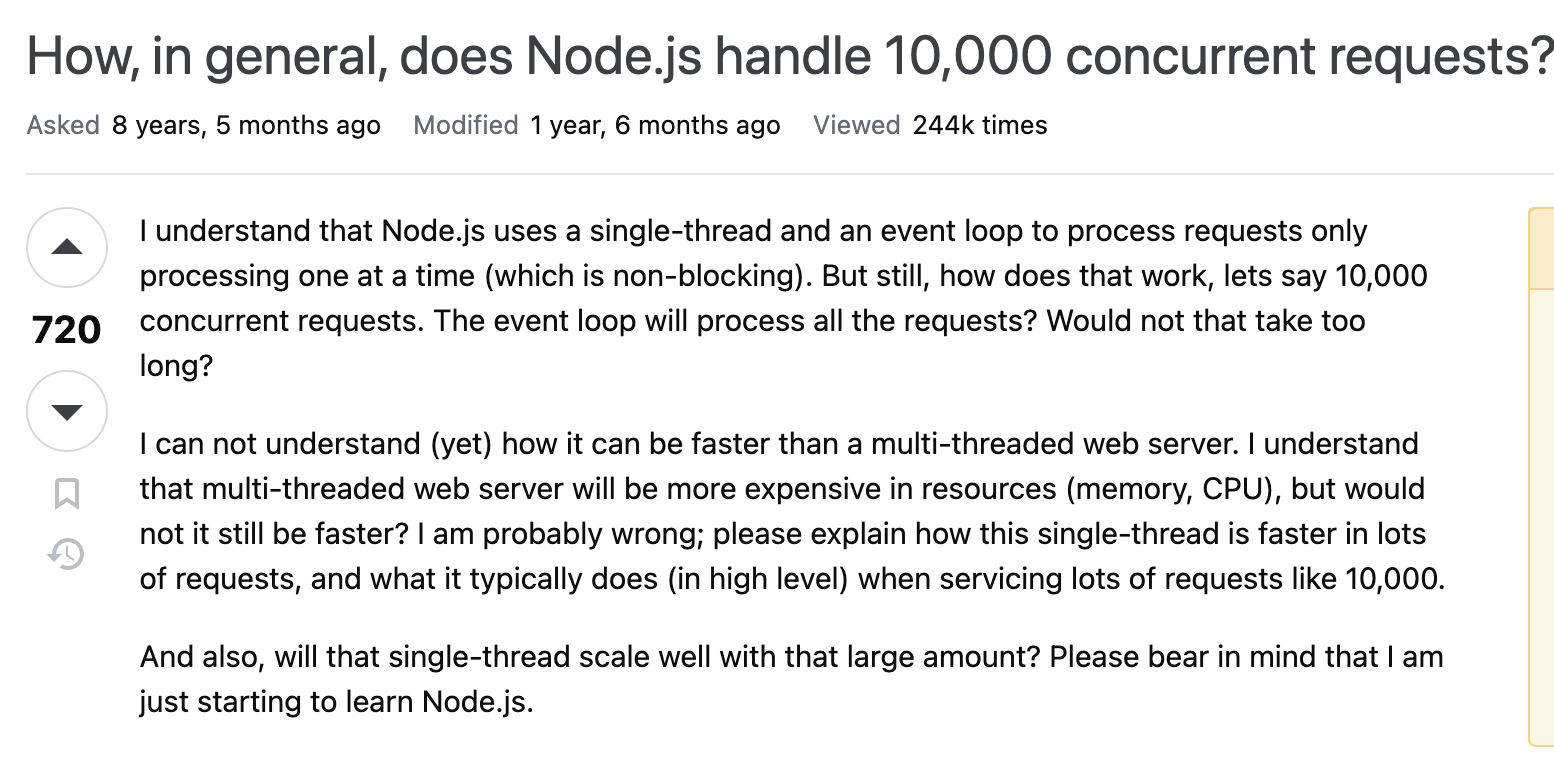 How, in general, does Node.js handle 10,000 concurrent requests?
Asked 8 years, 5 months ago Modified 1 year, 6 months ago Viewed 244k times
I understand that Node.js uses a single-thread and an event loop to process requests only
processing one at a time (which is non-blocking). But still, how does that work, lets say 10,000
720
concurrent requests. The event loop will process all the requests? Would not that take too
long?
I can not understand (yet) how it can be faster than a multi-threaded web server. I understand
that multi-threaded web server will be more expensive in resources (memory, CPU), but would
not it still be faster? I am probably wrong; please explain how this single-thread is faster in lots
of requests, and what it typically does (in high level) when servicing lots of requests like 10,000.
And also, will that single-thread scale well with that large amount? Please bear in mind that I am
just starting to learn Node.js.